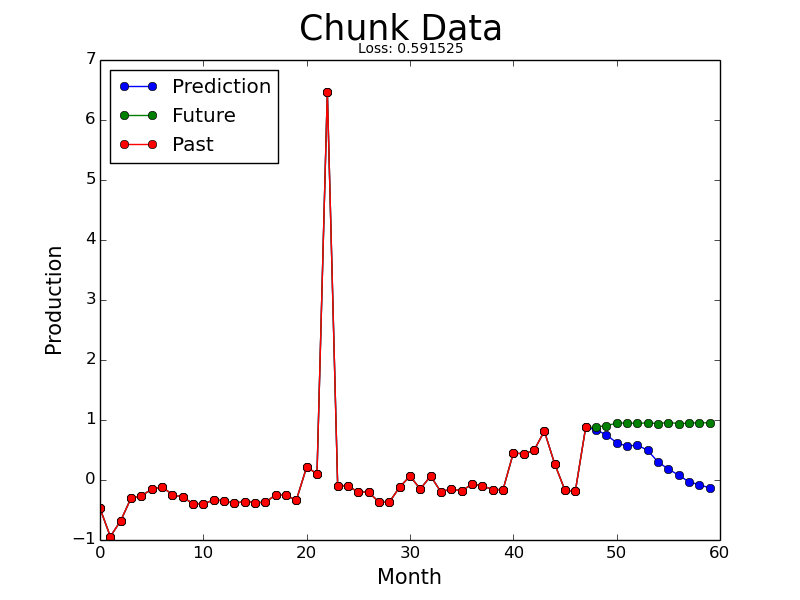 Chunk Data
Loss: 0.591525
Prediction
Future
Past
7
6
5
4
3
2
1
0
−1
Production
0 10 20 30 40 50 60
Month